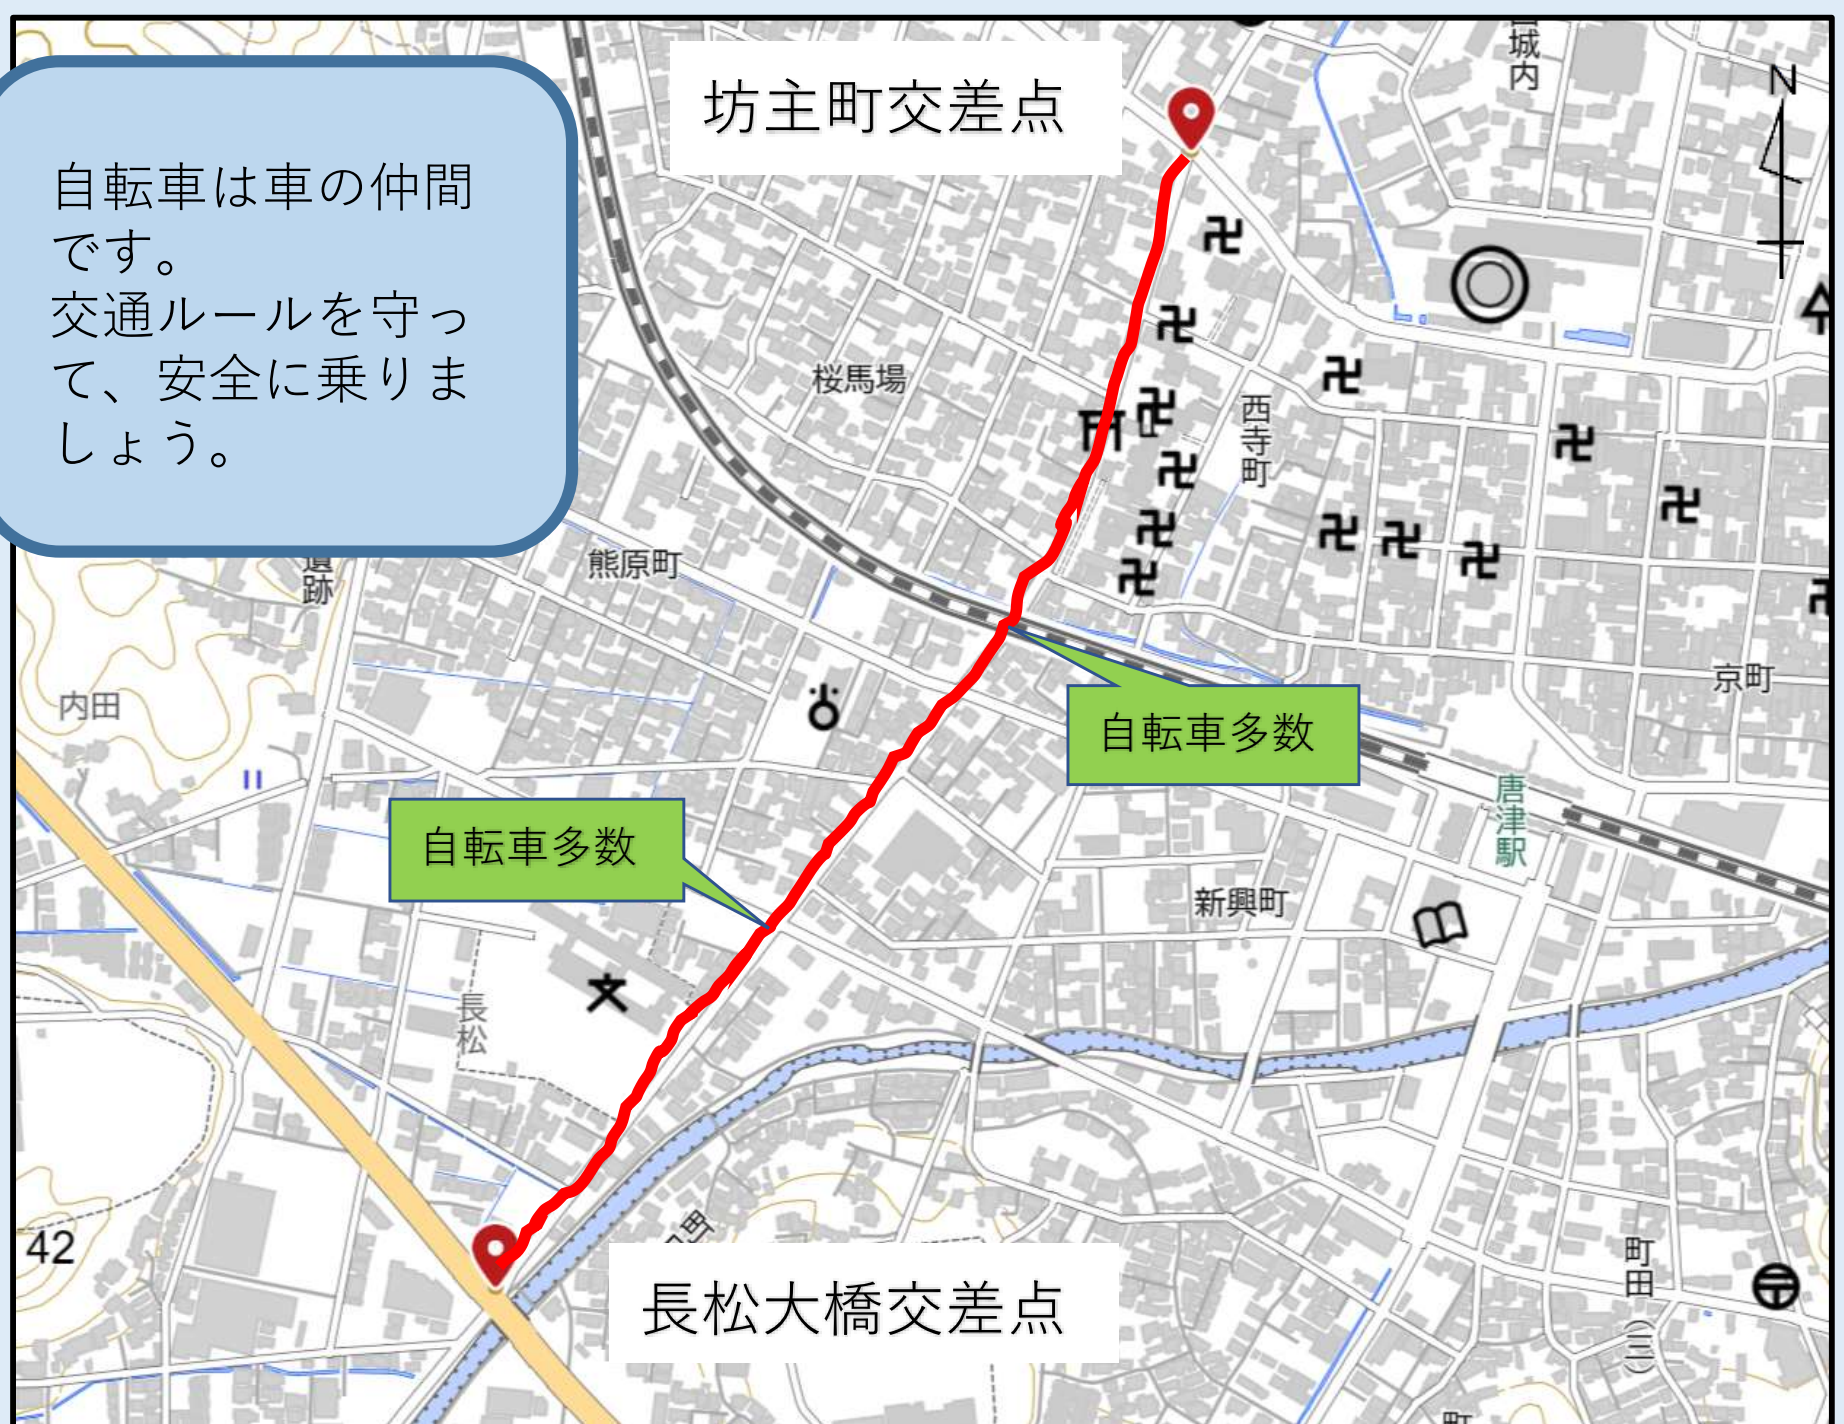 城内
坊主町交差点
N
自転車は車の仲間
です。
交通ルールを守っ
て、安全に乗りま
しょう。
桜馬場
西寺町
熊原町
遺跡
内田
京町
自転車多数
唐津駅
自転車多数
新興町
長松
42
町田(三)
長松大橋交差点